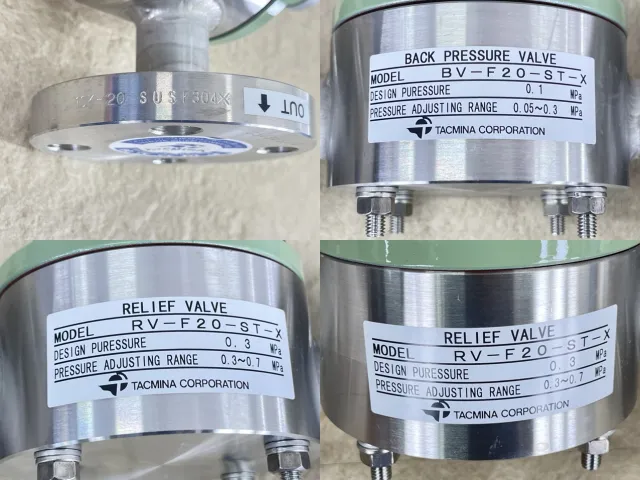 20 SUSF304
OUT
BACK PRESSURE VALVE
MODEL BV-F20-ST-X
DESIGN PURESSURE 0.1 MPa
PRESSURE ADJUSTING RANGE 0.05~0.3 MPa
TACMINA CORPORATION
RELIEF VALVE
MODEL RV-F20-ST-X
DESIGN PURESSURE 0.3 MPa
PRESSURE ADJUSTING RANGE 0.3~0.7 MPa
TACMINA CORPORATION
RELIEF VALVE
MODEL RV-F20-ST-X
DESIGN PURESSURE 0.3 MPa
PRESSURE ADJUSTING RANGE 0.3~0.7 MPa
TACMINA CORPORATION